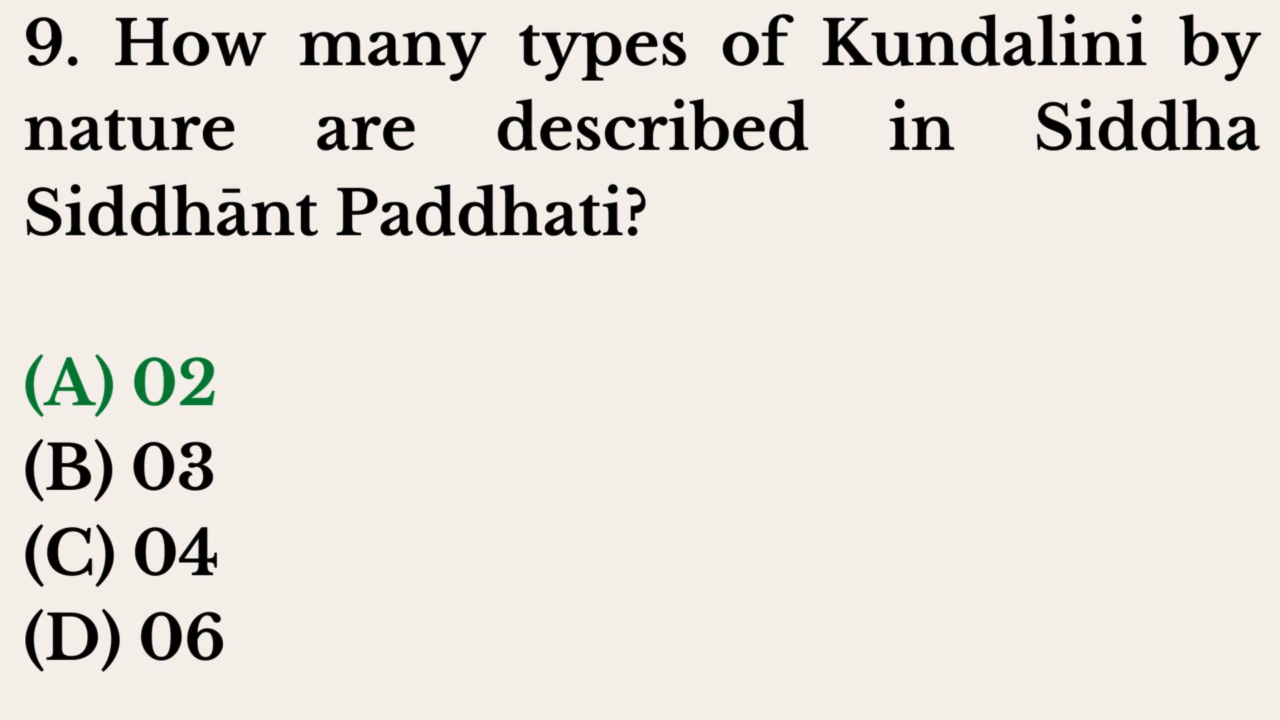 9. How many types of Kundalini by
nature are described in Siddha
Siddhānt Paddhati?
(A) 02
(B) 03
(C) 04
(D) 06